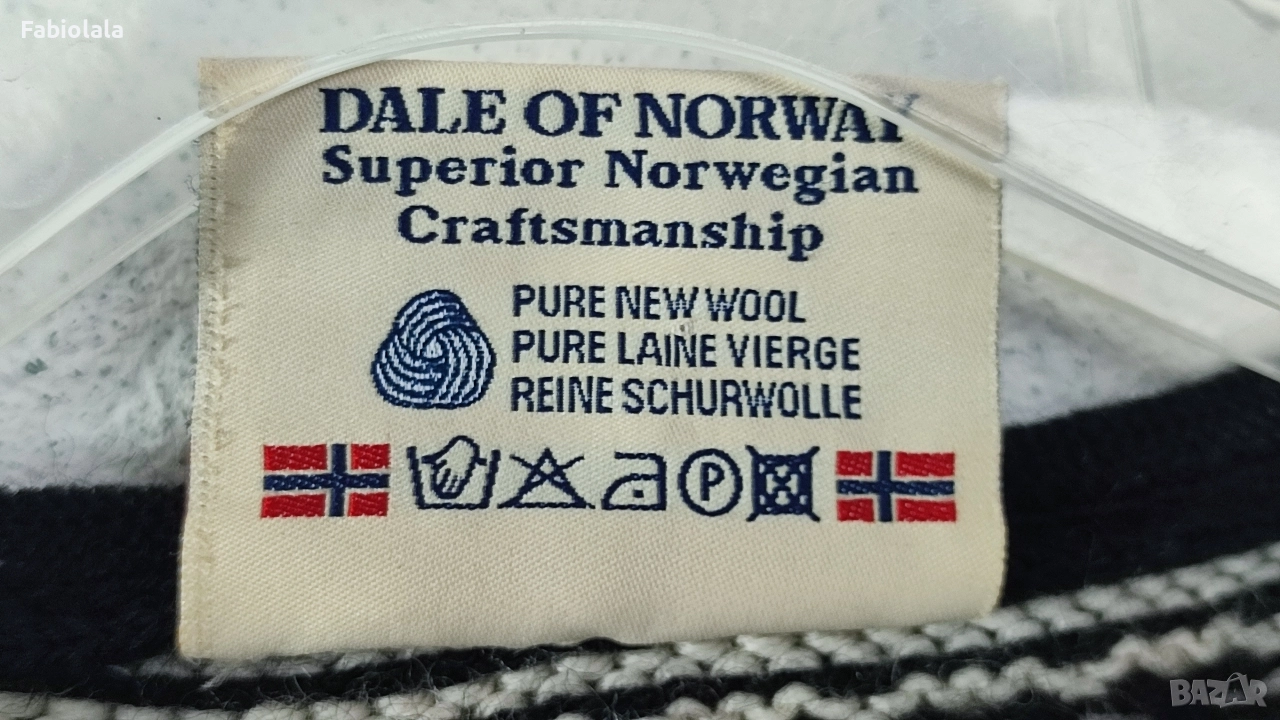 Fabiolala
DALE OF NORWAY
Superior Norwegian
Craftsmanship
PURE NEW WOOL
PURE LAINE VIERGE
REINE SCHURWOLLE
P
BAZAR